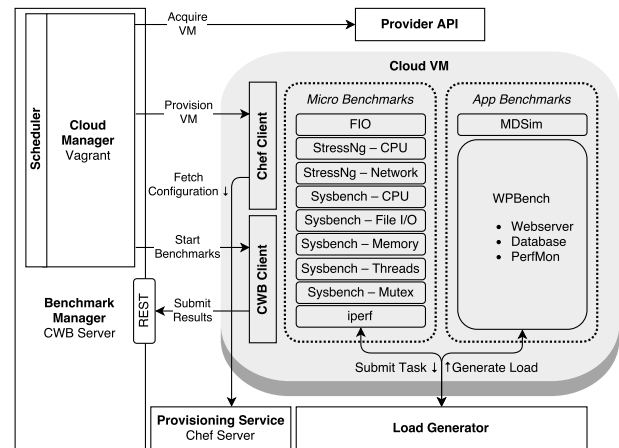 Acquire
VM
Provider API
Scheduler
Cloud
Manager
Vagrant
Provision
VM
Fetch
Configuration ↓
Start
Benchmarks
Benchmark
Manager
CWB Server
REST
Submit
Results
Cloud VM
Chef Client
CWB Client
Micro Benchmarks
FIO
StressNg – CPU
StressNg – Network
Sysbench – CPU
Sysbench – File I/O
Sysbench – Memory
Sysbench – Threads
Sysbench – Mutex
iperf
App Benchmarks
MDSim
WPBench
• Webserver
• Database
• PerfMon
Submit Task ↓ ↑Generate Load
Provisioning Service
Chef Server
Load Generator